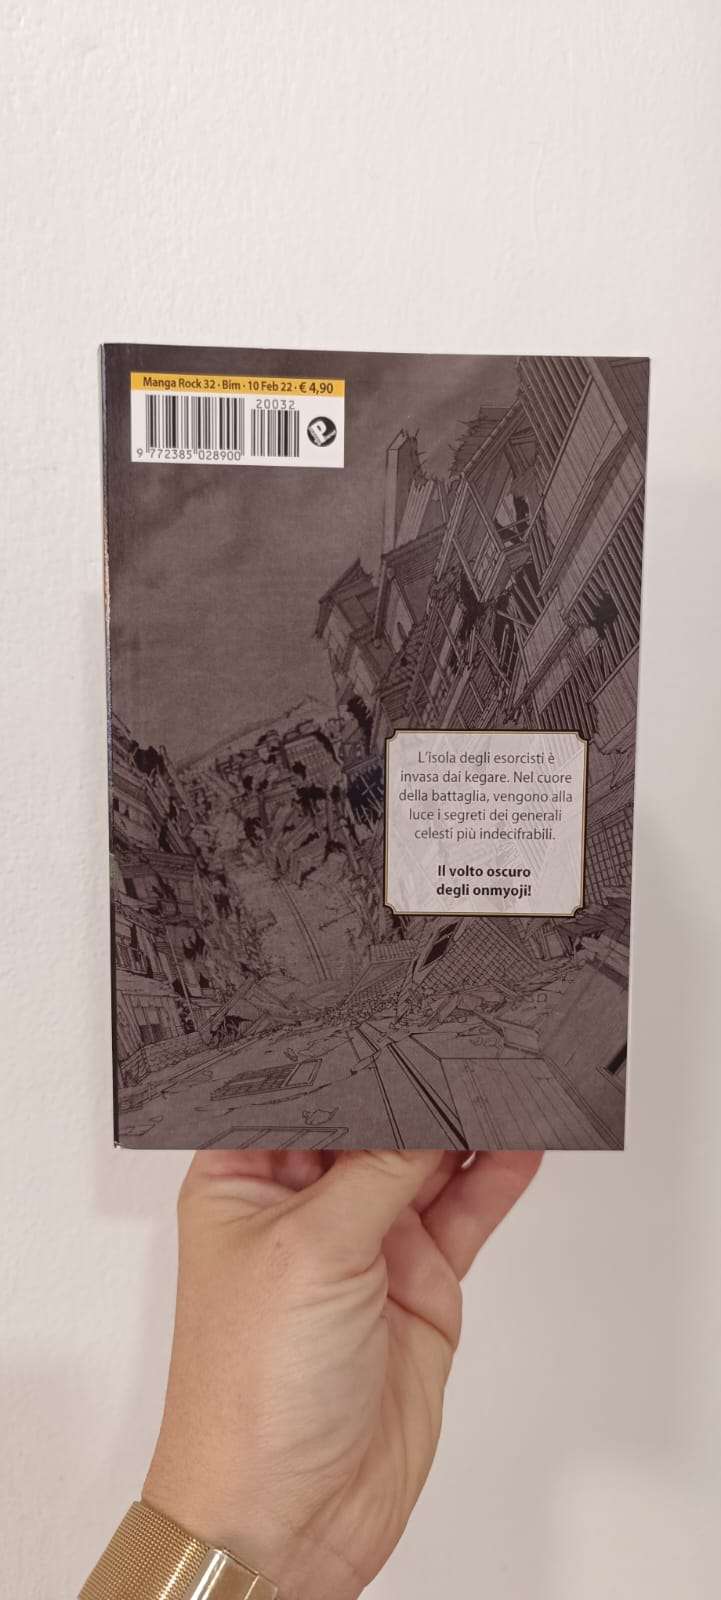 Manga Rock 32 • Bim • 10 Feb 22 • € 4,90
20032
9 772385 028900
L'isola degli esorcisti è
invasa dai kegare. Nel cuore
della battaglia, vengono alla
luce i segreti dei generali
celesti più indecifrabili.
Il volto oscuro
degli onmyoji!